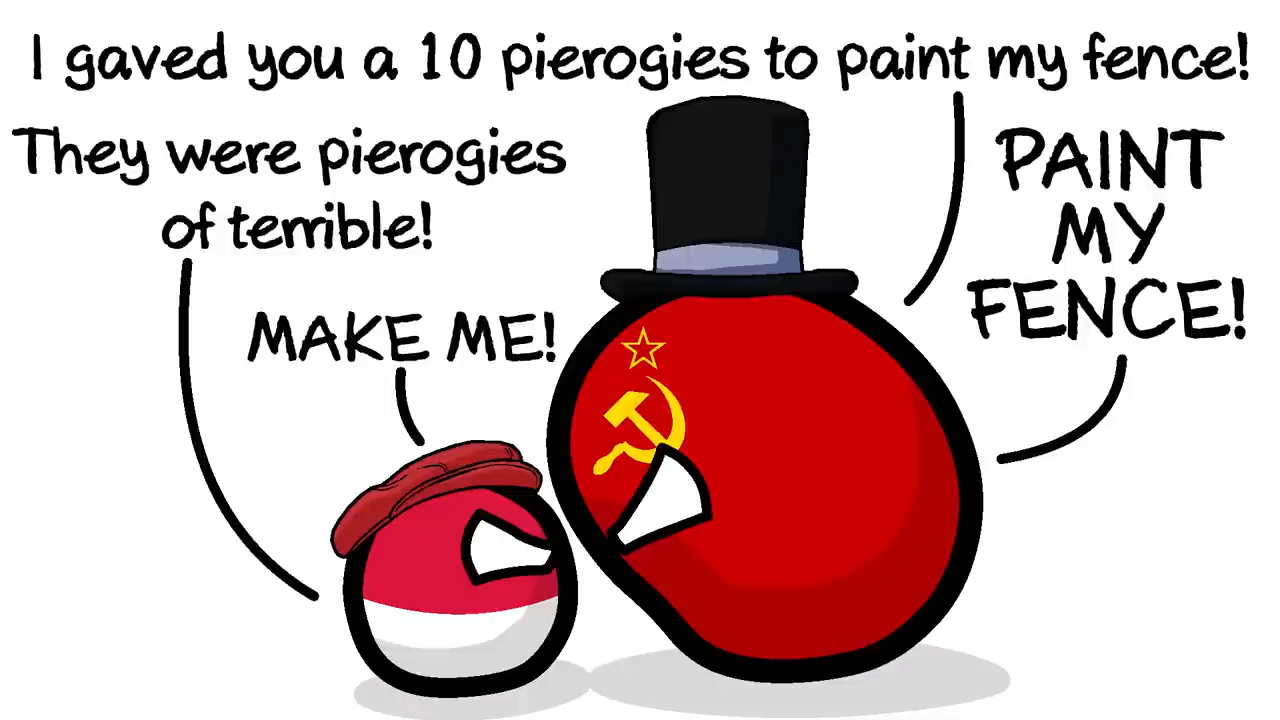 I gaved you a 10 pierogies to paint my fence!
They were pierogies
of terrible!
MAKE ME!
PAINT
MY
FENCE!